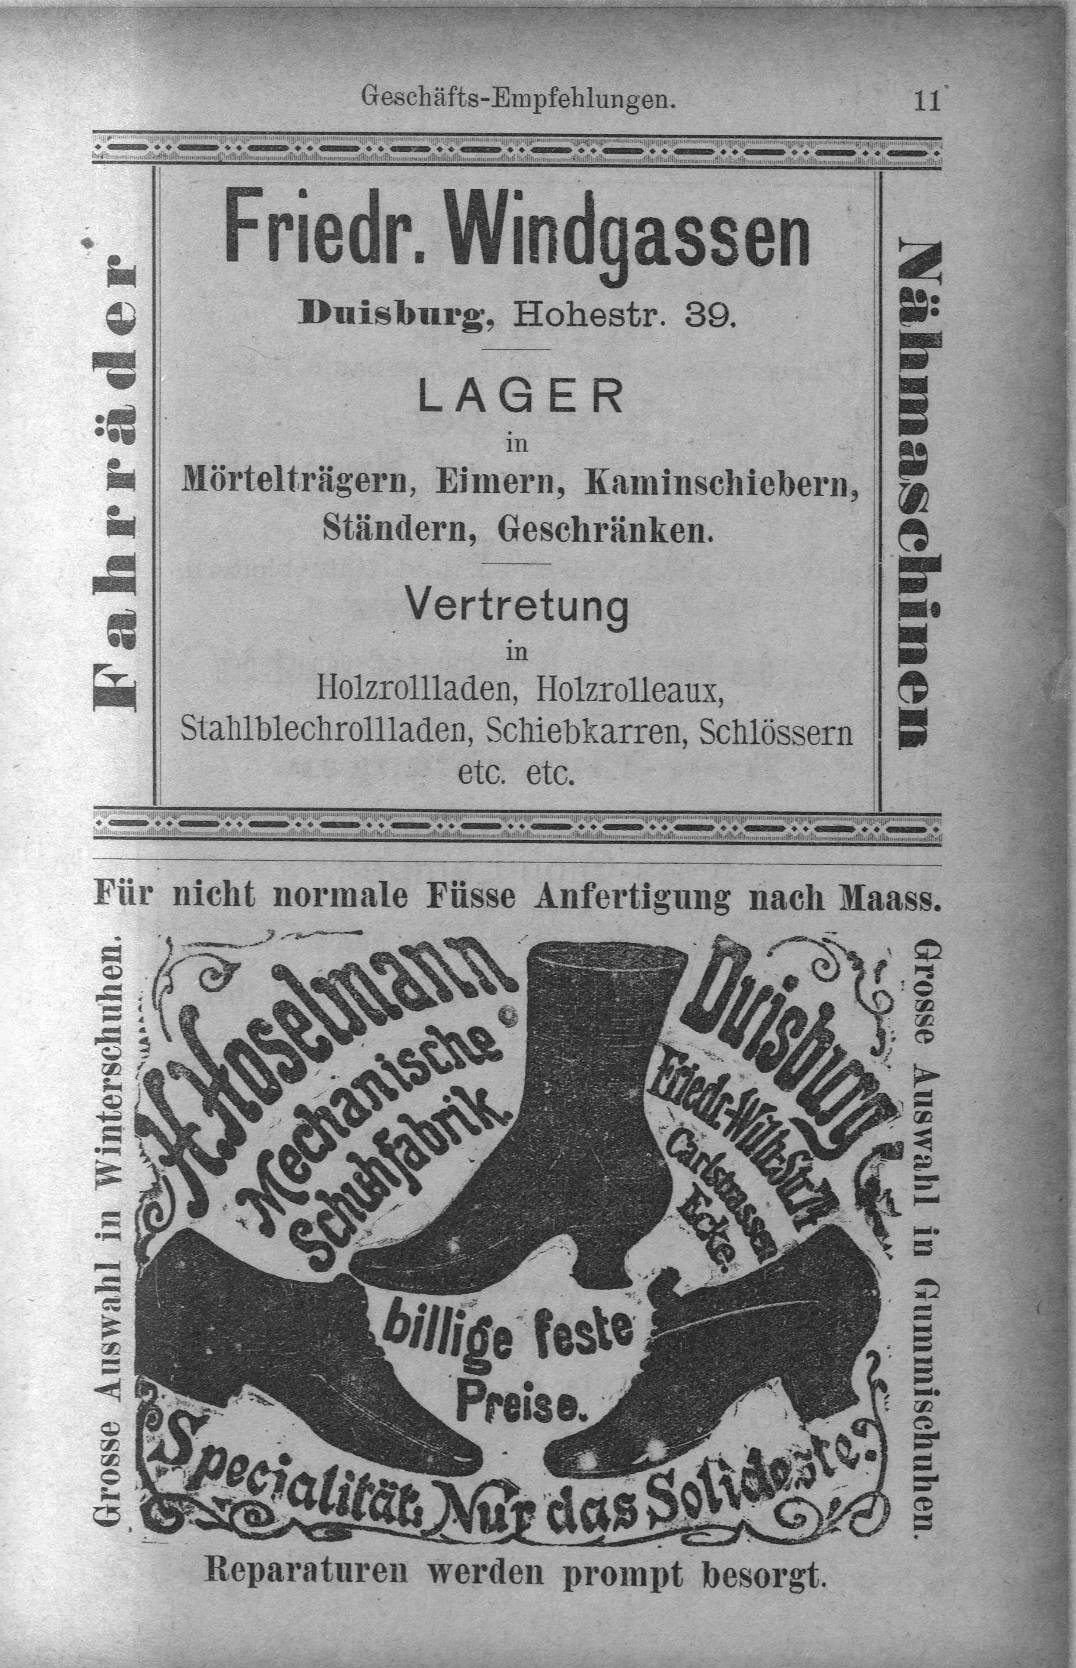 Geschäfts-Empfehlungen. 11
Fahrräder
Friedr. Windgassen
Duisburg, Hohestr. 39.
LAGER
in
Mörtelträgern, Eimern, Kaminschiebern,
Ständern, Geschränken.
Vertretung
in
Holzrollladen, Holzrolleaux,
Stahlblechrollladen, Schiebkarren, Schlössern
etc. etc.
Nähmaschinen
Für nicht normale Füsse Anfertigung nach Maass.
Grosse Auswahl in Winterschuhen.
H. Hoselmann
Mechanische
Schuhfabrik.
Duisburg
Friedr.-Wilh-Str. 74
Carlstrassen
Ecke.
billige feste
Preise.
Specialität: Nur das Solideste.
Grosse Auswahl in Gummischuhen.
Reparaturen werden prompt besorgt.